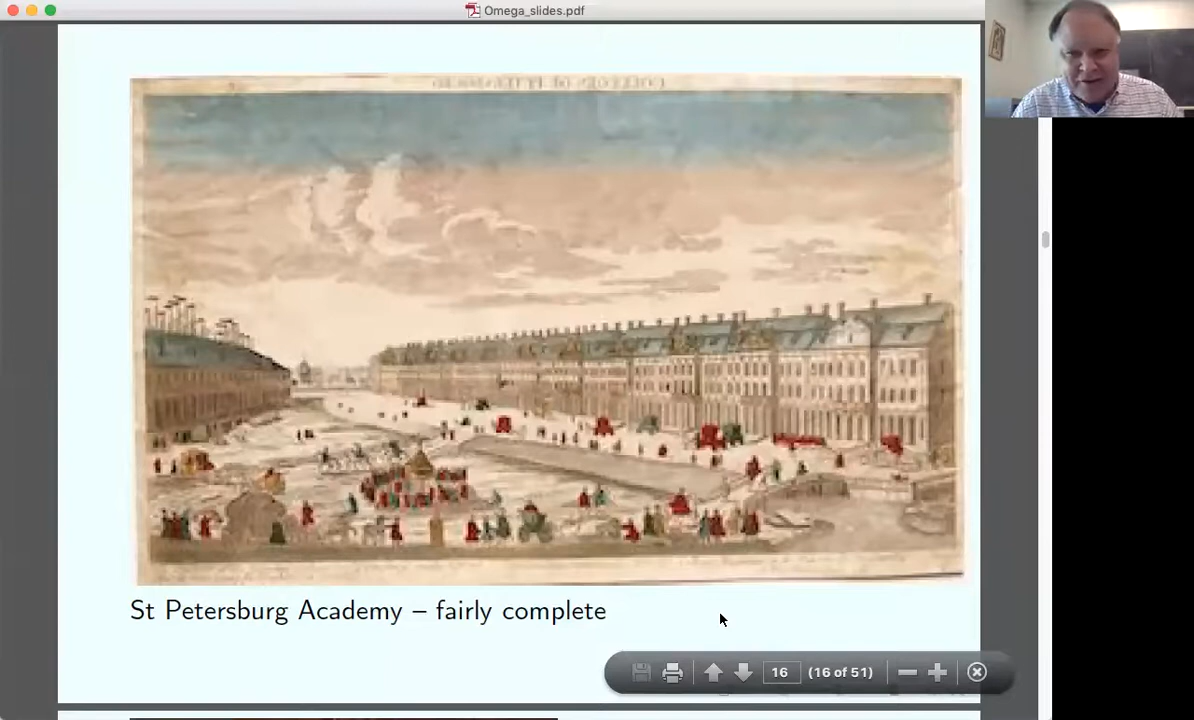 Omega_slides.pdf
St Petersburg Academy – fairly complete
16 (16 of 51)